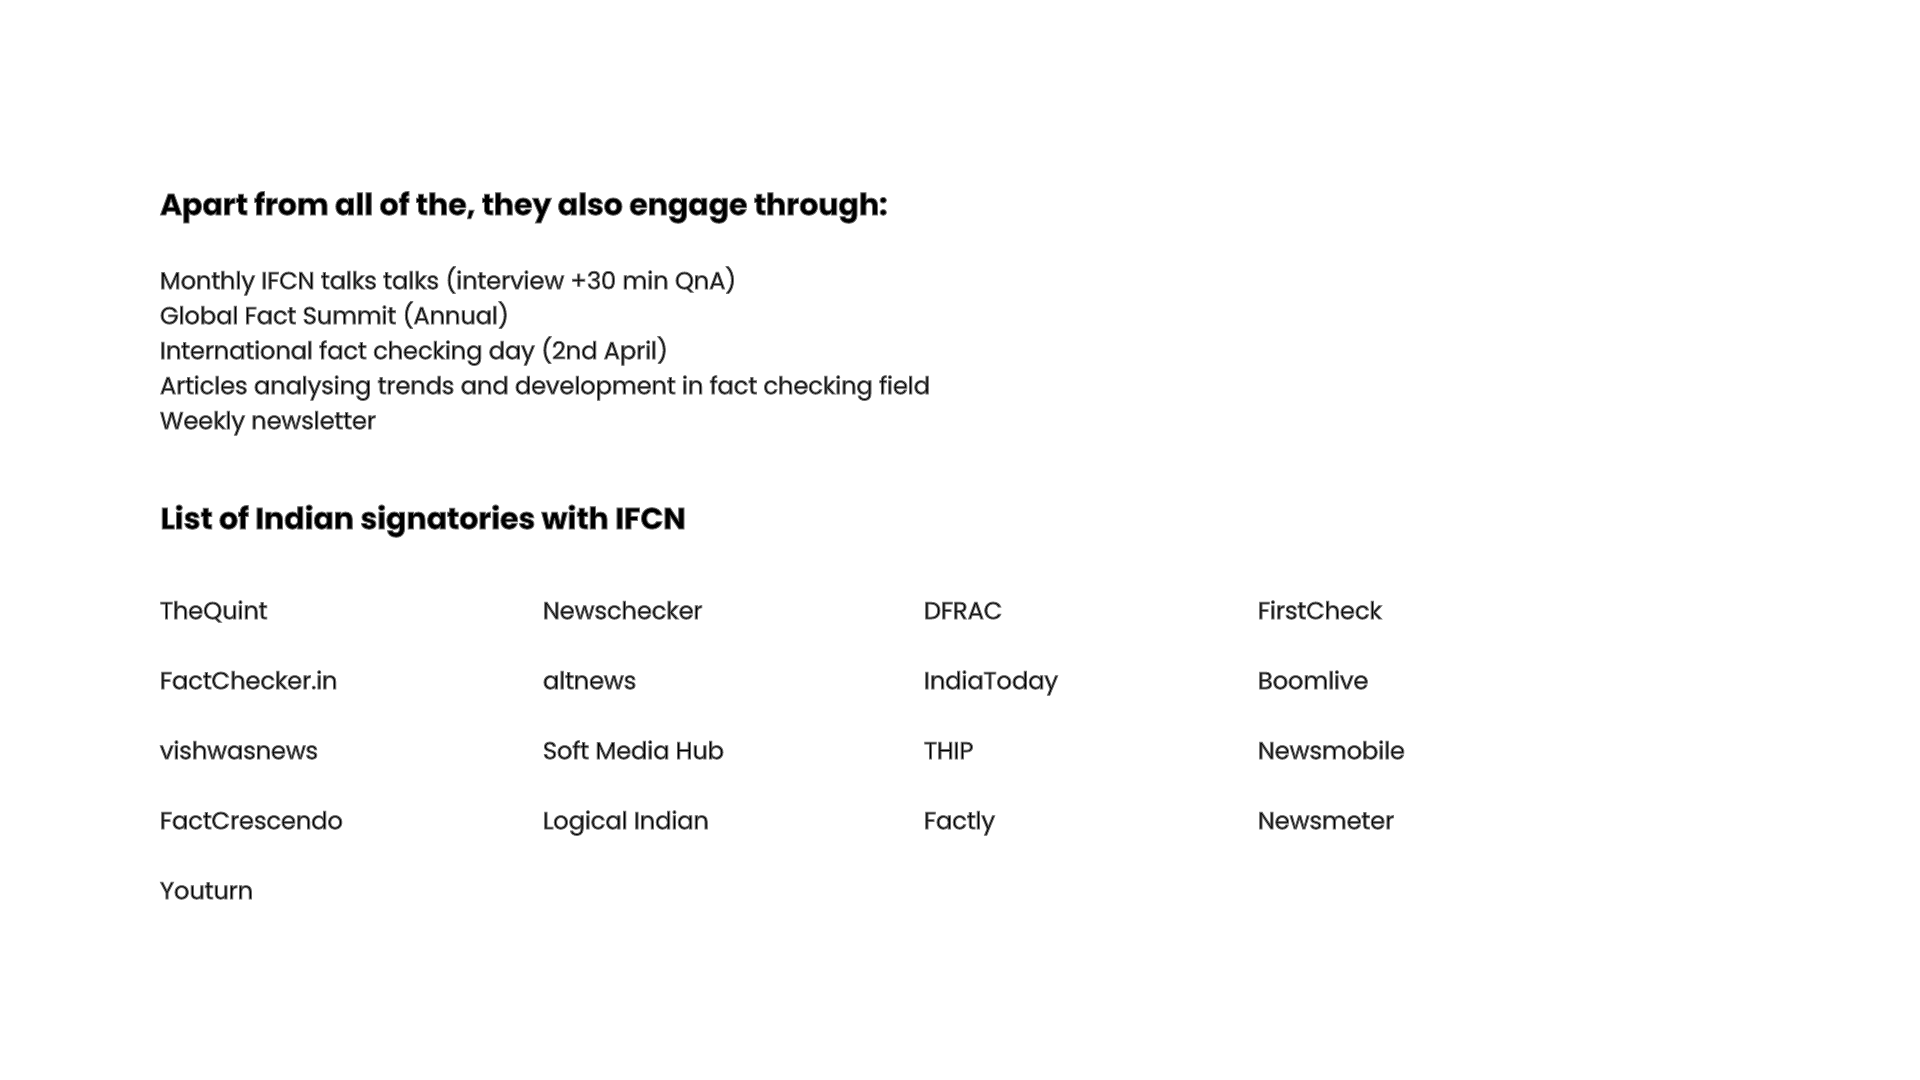 Apart from all of the, they also engage through:
Monthly IFCN talks talks (interview +30 min QnA)
Global Fact Summit (Annual)
International fact checking day (2nd April)
Articles analysing trends and development in fact checking field
Weekly newsletter
List of Indian signatories with IFCN
TheQuint Newschecker DFRAC FirstCheck
FactChecker.in altnews IndiaToday Boomlive
vishwasnews Soft Media Hub THIP Newsmobile
FactCrescendo Logical Indian Factly Newsmeter
Youturn